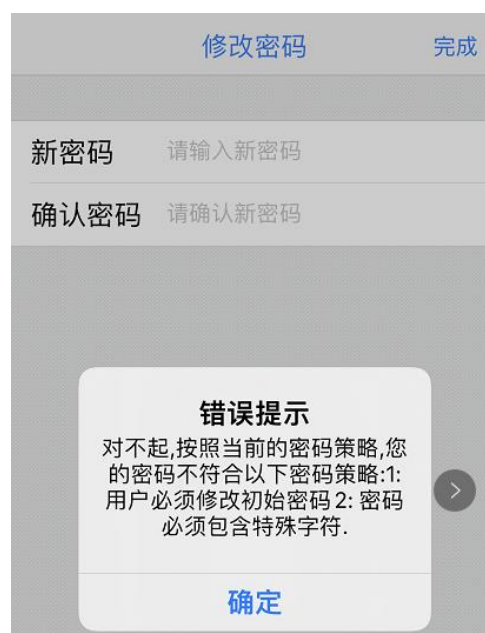 修改密码 完成
新密码 请输入新密码
确认密码 请确认新密码
错误提示
对不起,按照当前的密码策略,您
的密码不符合以下密码策略:1:
用户必须修改初始密码2: 密码
必须包含特殊字符.
确定